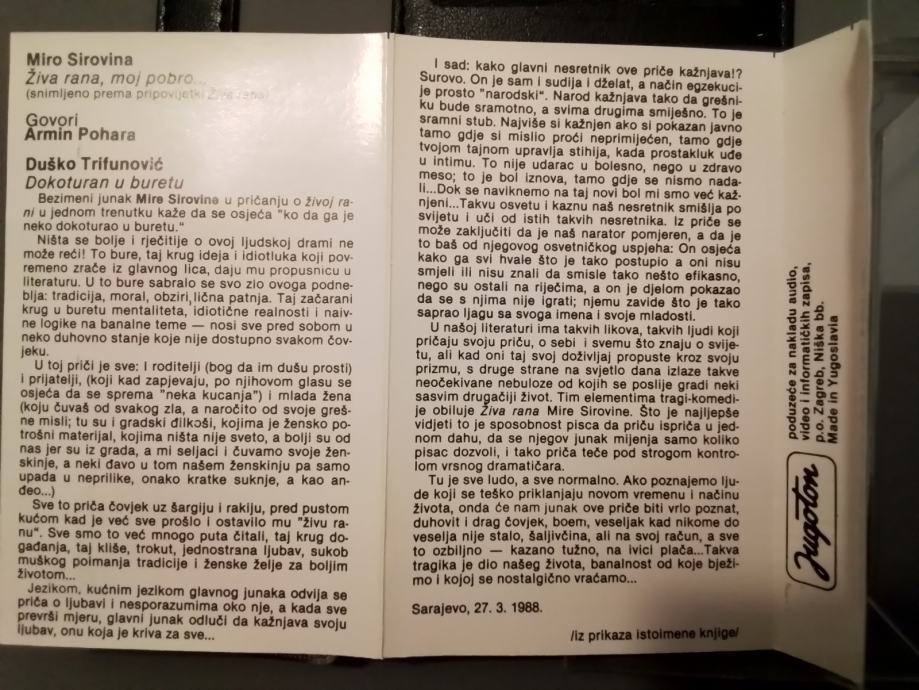 Miro Sirovina
Živa rana, moj pobro...
(snimljeno prema pripovijetki Živa rana)
Govori
Armin Pohara
Duško Trifunović
Dokoturan u buretu
Bezimeni junak Mire Sirovine u pričanju o živoj ra-
ni u jednom trenutku kaže da se osjeća "ko da ga je
neko dokoturao u buretu."
Ništa se bolje i rječitije o ovoj ljudskoj drami ne
može reći! To bure, taj krug ideja i idiotluka koji pov-
remeno zrače iz glavnog lica, daju mu propusnicu u
literaturu. U to bure sabralo se svo zlo ovoga podne-
blja: tradicija, moral, obziri, lična patnja. Taj začarani
krug u buretu mentaliteta, idiotične realnosti i naiv-
ne logike na banalne teme — nosi sve pred sobom u
neko duhovno stanje koje nije dostupno svakom čov-
jeku.
U toj priči je sve: I roditelji (bog da im dušu prosti)
i prijatelji, (koji kad zapjevaju, po njihovom glasu se
osjeća da se sprema "neka kucanja") i mlada žena
(koju čuvaš od svakog zla, a naročito od svoje greš-
ne misli; tu su i gradski đilkoši, kojima je žensko po-
trošni materijal, kojima ništa nije sveto, a bolji su od
nas jer su iz grada, a mi seljaci i čuvamo svoje žen-
skinje, a neki đavo u tom našem ženskinju pa samo
upada u neprilike, onako kratke suknje, a kao an-
đeo...)
Sve to priča čovjek uz šargiju i rakiju, pred pustom
kućom kad je već sve prošlo i ostavilo mu "živu ra-
nu". Sve smo to već mnogo puta čitali, taj krug do-
gađanja, taj kliše, trokut, jednostrana ljubav, sukob
muškog poimanja tradicije i ženske želje za boljim
životom...
Jezikom, kućnim jezikom glavnog junaka odvija se
priča o ljubavi i nesporazumima oko nje, a kada sve
prevrši mjeru, glavni junak odluči da kažnjava svoju
ljubav, onu koja je kriva za sve...
I sad: kako glavni nesretnik ove priče kažnjava!?
Surovo. On je sam i sudija i dželat, a način egzekuci-
je prosto "narodski". Narod kažnjava tako da grešni-
ku bude sramotno, a svima drugima smiješno. To je
sramni stub. Najviše si kažnjen ako si pokazan javno
tamo gdje si mislio proći neprimijećen, tamo gdje
tvojom tajnom upravlja stihija, kada prostakluk uđe
u intimu. To nije udarac u bolesno, nego u zdravo
meso; to je bol iznova, tamo gdje se nismo nada-
li...Dok se naviknemo na taj novi bol mi smo već kaž-
njeni...Takvu osvetu i kaznu naš nesretnik smišlja po
svijetu i uči od istih takvih nesretnika. Iz priče se
može zaključiti da je naš narator pomjeren, a da je
to baš od njegovog osvetničkog uspjeha: On osjeća
kako ga svi hvale što je tako postupio a oni nisu
smjeli ili nisu znali da smisle tako nešto efikasno,
nego su ostali na riječima, a on je djelom pokazao
da se s njima nije igrati; njemu zavide što je tako
saprao ljagu sa svoga imena i svoje mladosti.
U našoj literaturi ima takvih likova, takvih ljudi koji
pričaju svoju priču, o sebi i svemu što znaju o svije-
tu, ali kad oni taj svoj doživljaj propuste kroz svoju
prizmu, s druge strane na svjetlo dana izlaze takve
neočekivane nebuloze od kojih se poslije gradi neki
sasvim drugačiji život. Tim elementima tragi-komedi-
je obiluje Živa rana Mire Sirovine. Što je najljepše
vidjeti to je sposobnost pisca da priču ispriča u jed-
nom dahu, da se njegov junak mijenja samo koliko
pisac dozvoli, i tako priča teče pod strogom kontro-
lom vrsnog dramatičara.
Tu je sve ludo, a sve normalno. Ako poznajemo lju-
de koji se teško priklanjaju novom vremenu i načinu
života, onda će nam junak ove priče biti vrlo poznat,
duhovit i drag čovjek, boem, veseljak kad nikome do
veselja nije stalo, šaljivčina, ali na svoj račun, a sve
to ozbiljno — kazano tužno, na ivici plača...Takva
tragika je dio našeg života, banalnost od koje bježi-
mo i kojoj se nostalgično vraćamo...
Sarajevo, 27. 3. 1988.
/iz prikaza istoimene knjige/
Jugoton
poduzeće za nakladu audio,
video i informatičkih zapisa,
p.o. Zagreb, Niška bb.
Made in Yugoslavia